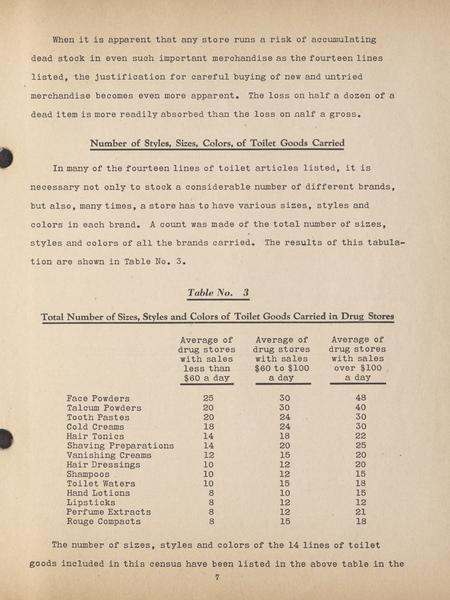 When it is apparent that any store runs a risk of accumulating
dead stock in even such important merchandise as the fourteen lines
listed, the justification for careful buying of new and untried
merchandise becomes even more apparent. The loss on half a dozen of a
dead item is more readily absorbed than the loss on half a gross.
Number of Styles, Sizes, Colors, of Toilet Goods Carried
In many of the fourteen lines of toilet articles listed, it is
necessary not only to stock a considerable number of different brands,
but also, many times, a store has to have various sizes, styles and
colors in each brand. A count was made of the total number of sizes,
styles and colors of all the brands carried. The results of this tabula-
tion are shown in Table No. 3.
Table No. 3
Total Number of Sizes, Styles and Colors of Toilet Goods Carried in Drug Stores
Average of Average of Average of
drug stores drug stores drug stores
with sales with sales with sales
less than $60 to $100 over $100
$60 a day a day a day
Face Powders 25 30 48
Talcum Powders 20 30 40
Tooth Pastes 20 24 30
Cold Creams 18 24 30
Hair Tonics 14 18 22
Shaving Preparations 14 20 25
Vanishing Creams 12 15 20
Hair Dressings 10 12 20
Shampoos 10 12 15
Toilet Waters 10 15 18
Hand Lotions 8 10 15
Lipsticks 8 12 12
Perfume Extracts 8 12 21
Rouge Compacts 8 15 18
The number of sizes, styles and colors of the 14 lines of toilet
goods included in this census have been listed in the above table in the
7